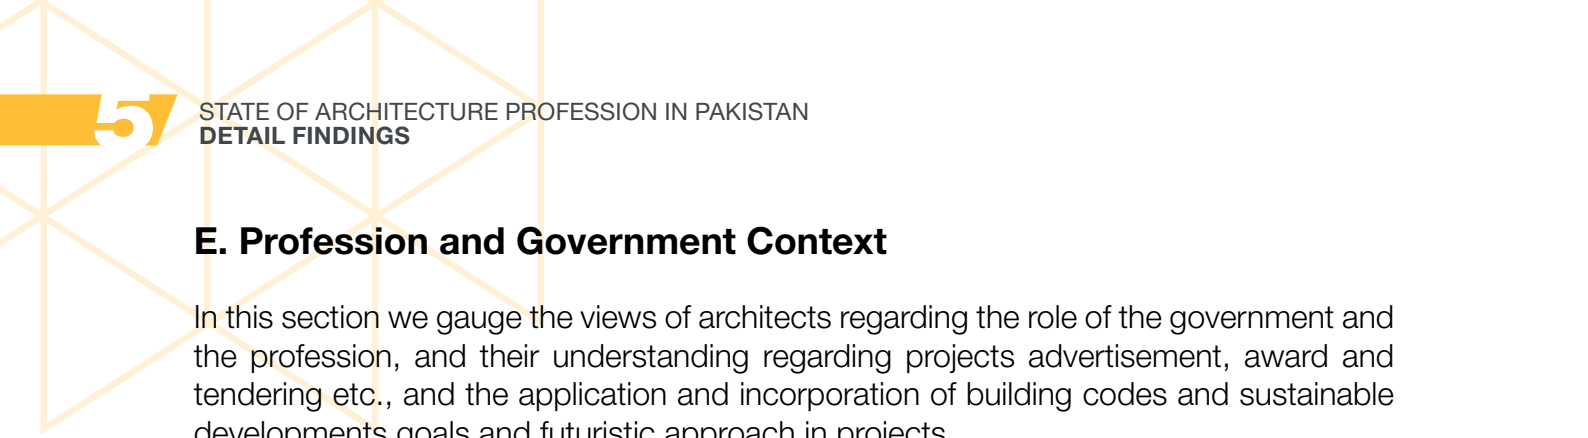 5
STATE OF ARCHITECTURE PROFESSION IN PAKISTAN
DETAIL FINDINGS
E. Profession and Government Context
In this section we gauge the views of architects regarding the role of the government and
the profession, and their understanding regarding projects advertisement, award and
tendering etc., and the application and incorporation of building codes and sustainable
developments goals and futuristic approach in projects.